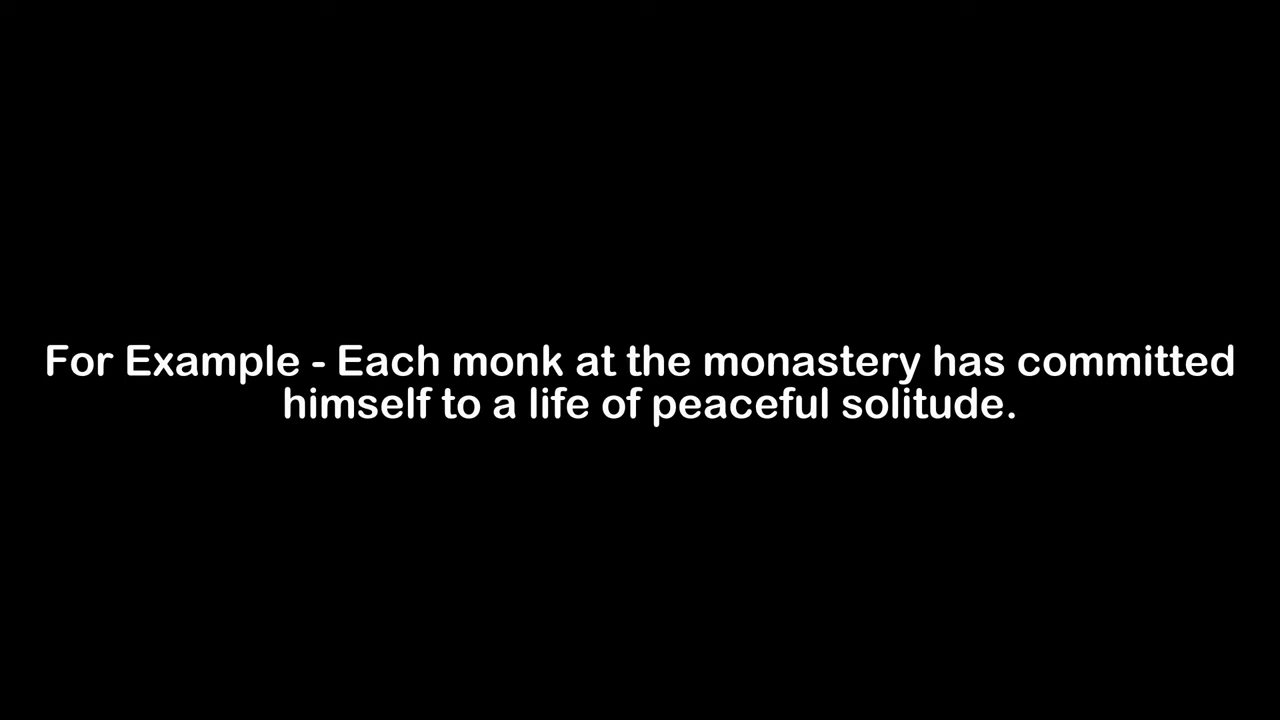 For Example - Each monk at the monastery has committed
himself to a life of peaceful solitude.